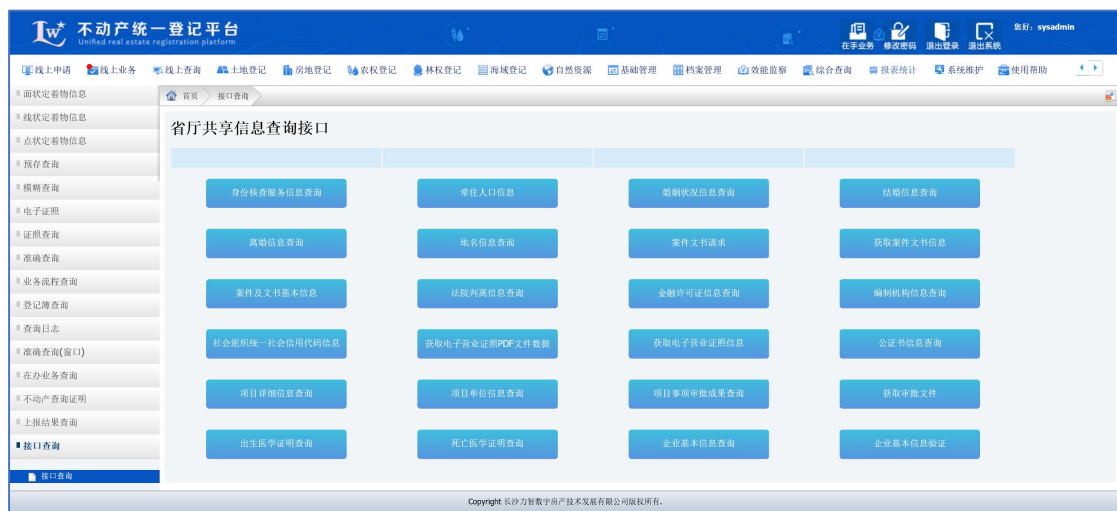 不动产统一登记平台
Unified real estate registration platform
在手业务 修改密码 退出登录 退出系统 您好：sysadmin
线上申请 线上业务 线上查询 土地登记 房地登记 农权登记 林权登记 海域登记 自然资源 基础管理 档案管理 效能监察 综合查询 报表统计 系统维护 使用帮助
面状定着物信息
线状定着物信息
点状定着物信息
预存查询
模糊查询
电子证照
证照查询
准确查询
业务流程查询
登记簿查询
查询日志
准确查询(窗口)
在办业务查询
不动产查询证明
上报结果查询
接口查询
接口查询
首页 接口查询
省厅共享信息查询接口
身份核查服务信息查询 常住人口信息 婚姻状况信息查询 结婚信息查询
离婚信息查询 地名信息查询 案件文书请求 获取案件文书信息
案件及文书基本信息 法院判离信息查询 金融许可证信息查询 编制机构信息查询
社会组织统一社会信用代码信息 获取电子营业证照PDF文件数据 获取电子营业证照信息 公证书信息查询
项目详细信息查询 项目单位信息查询 项目事项审批成果查询 获取审批文件
出生医学证明查询 死亡医学证明查询 企业基本信息查询 企业基本信息验证
Copyright 长沙力智数字房产技术发展有限公司版权所有.